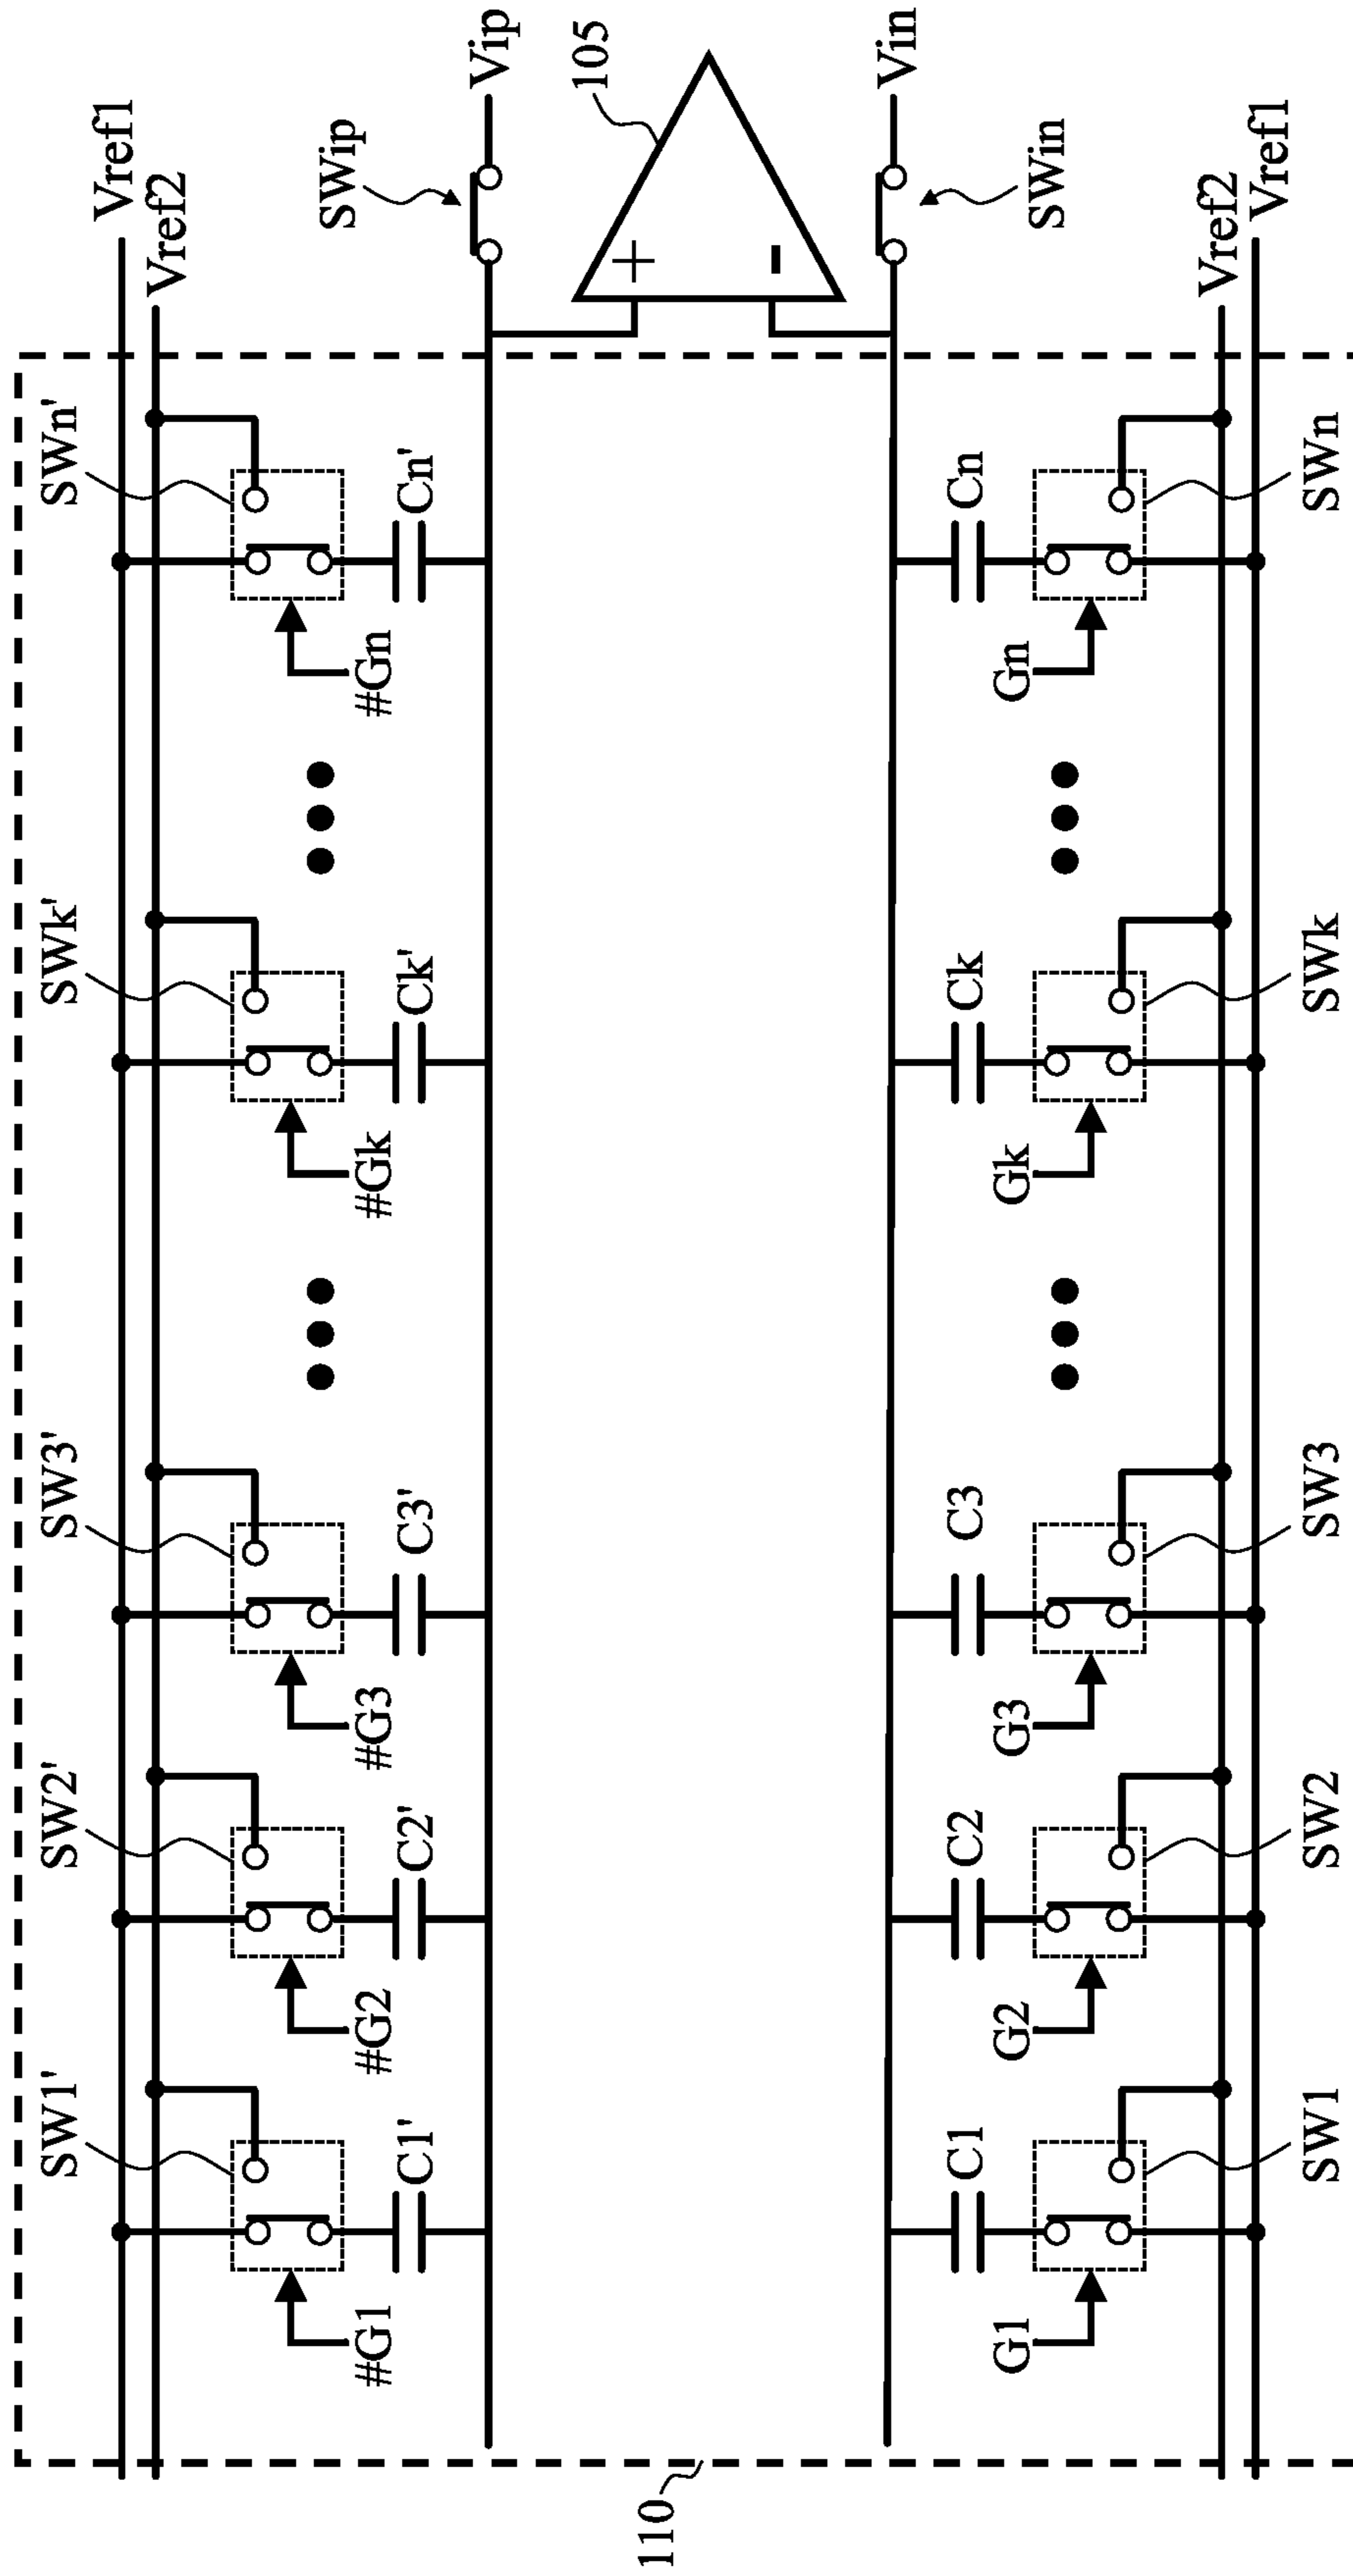 SW1'
SW2'
SW3'
SWk'
SWn'
Vref1
Vref2
#G1
C1'
#G2
C2'
#G3
C3'
#Gk
Ck'
#Gn
Cn'
SWip
Vip
105
+
-
110
Vin
SWin
G1
C1
G2
C2
G3
C3
Gk
Ck
Gn
Cn
Vref2
Vref1
SW1
SW2
SW3
SWk
SWn